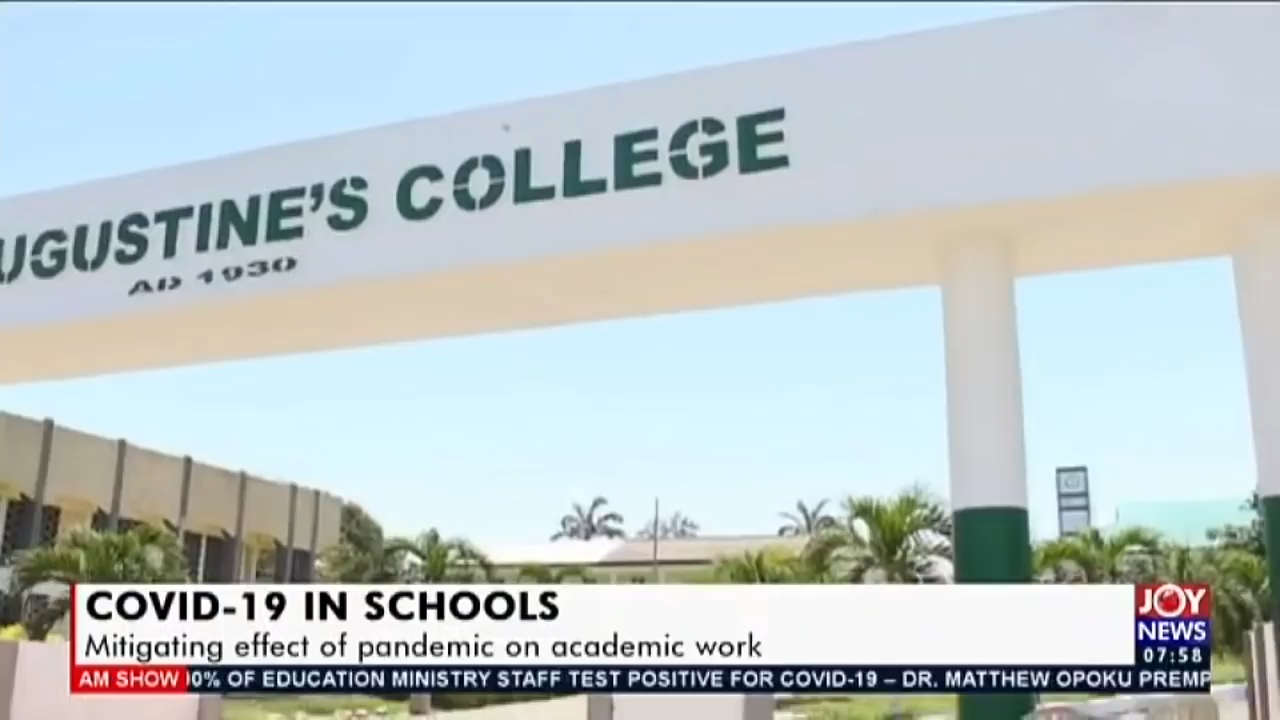 UGUSTINE'S COLLEGE
AD 1930
COVID-19 IN SCHOOLS
Mitigating effect of pandemic on academic work
JOY
NEWS
07:58
AM SHOW 0% OF EDUCATION MINISTRY STAFF TEST POSITIVE FOR COVID-19 – DR. MATTHEW OPOKU PREMP